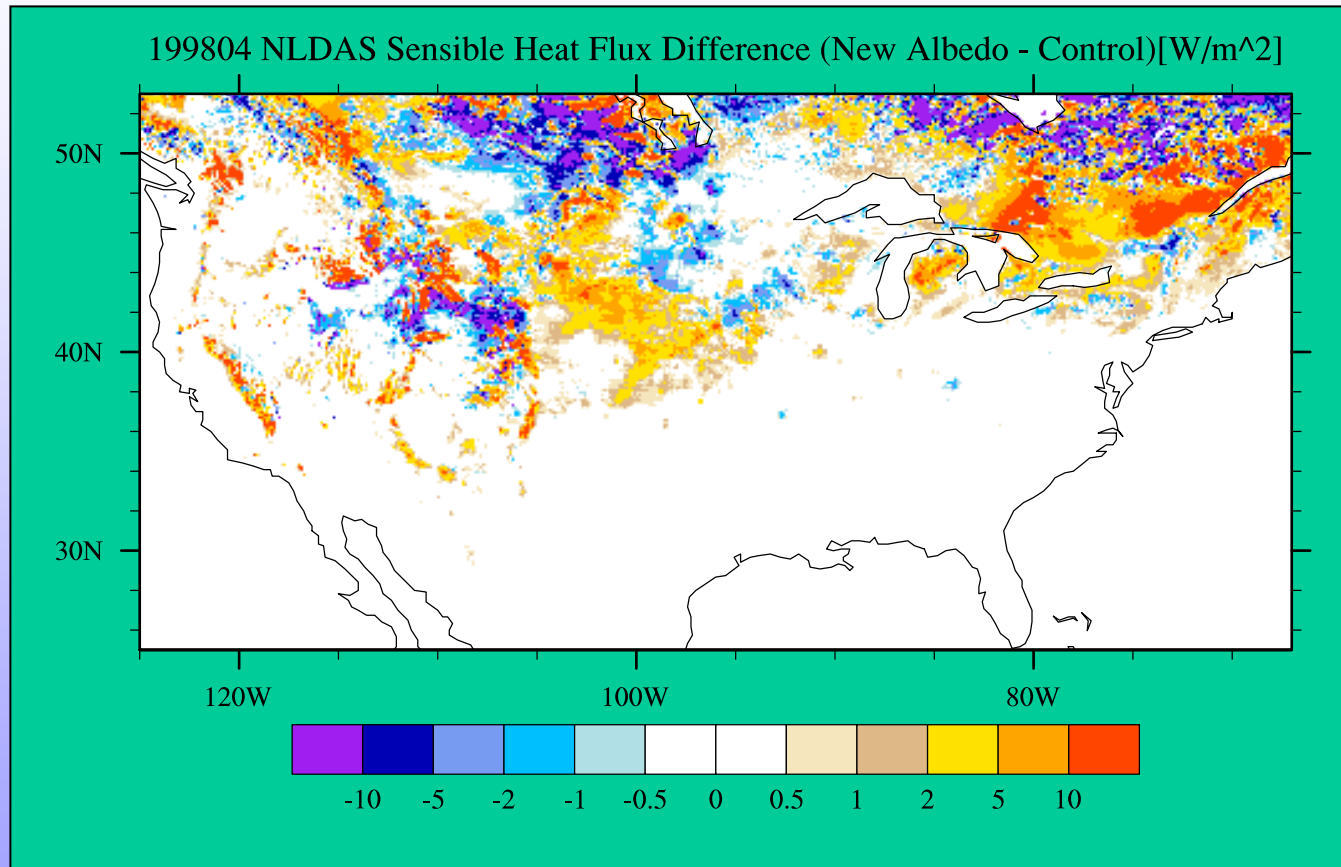 199804 NLDAS Sensible Heat Flux Difference (New Albedo - Control)[W/m^2]
50N
40N
30N
120W 100W 80W
-10 -5 -2 -1 -0.5 0 0.5 1 2 5 10